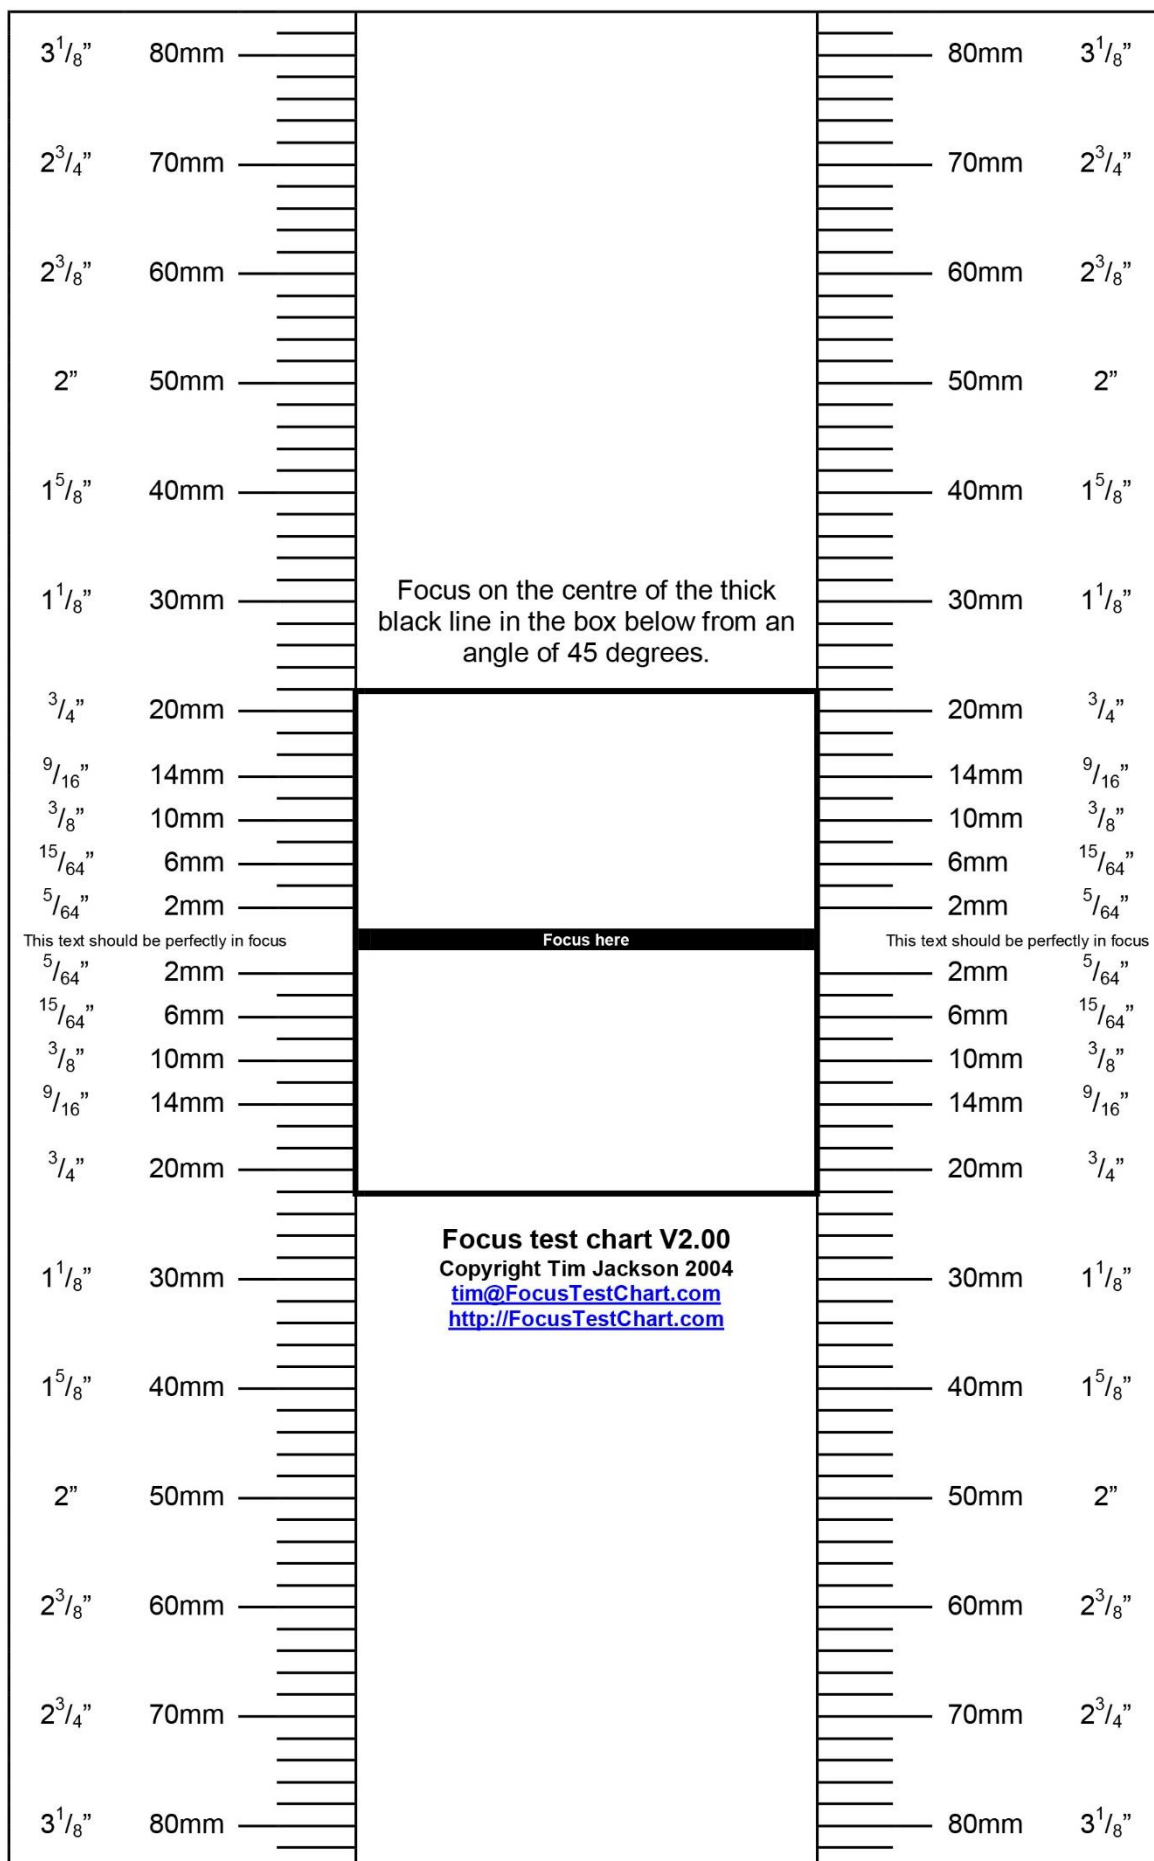 3 1/8” 80mm 80mm 3 1/8”
2 3/4” 70mm 70mm 2 3/4”
2 3/8” 60mm 60mm 2 3/8”
2” 50mm 50mm 2”
1 5/8” 40mm 40mm 1 5/8”
Focus on the centre of the thick
1 1/8” 30mm 30mm 1 1/8”
black line in the box below from an
angle of 45 degrees.
3/4” 20mm 20mm 3/4”
9/16” 14mm 14mm 9/16”
3/8” 10mm 10mm 3/8”
15/64” 6mm 6mm 15/64”
5/64” 2mm 2mm 5/64”
This text should be perfectly in focus Focus here This text should be perfectly in focus
5/64” 2mm 2mm 5/64”
15/64” 6mm 6mm 15/64”
3/8” 10mm 10mm 3/8”
9/16” 14mm 14mm 9/16”
3/4” 20mm 20mm 3/4”
Focus test chart V2.00
Copyright Tim Jackson 2004
1 1/8” 30mm 30mm 1 1/8”
tim@FocusTestChart.com
http://FocusTestChart.com
1 5/8” 40mm 40mm 1 5/8”
2” 50mm 50mm 2”
2 3/8” 60mm 60mm 2 3/8”
2 3/4” 70mm 70mm 2 3/4”
3 1/8” 80mm 80mm 3 1/8”